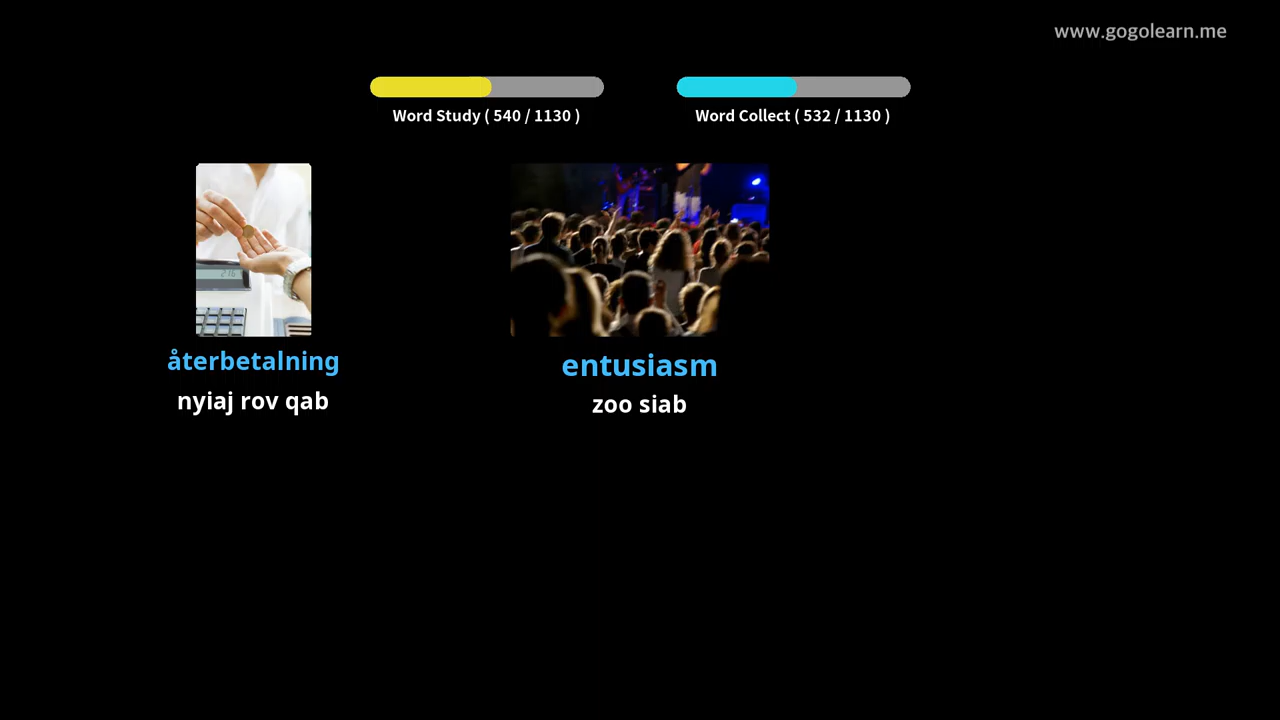 www.gogolearn.me
Word Study ( 540 / 1130 )
Word Collect ( 532 / 1130 )
återbetalning
nyiaj rov qab
entusiasm
zoo siab